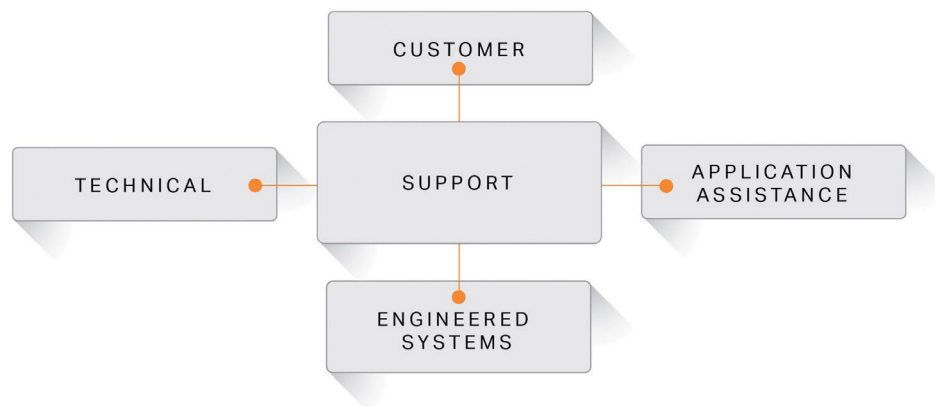 CUSTOMER
TECHNICAL
SUPPORT
APPLICATION
ASSISTANCE
ENGINEERED
SYSTEMS